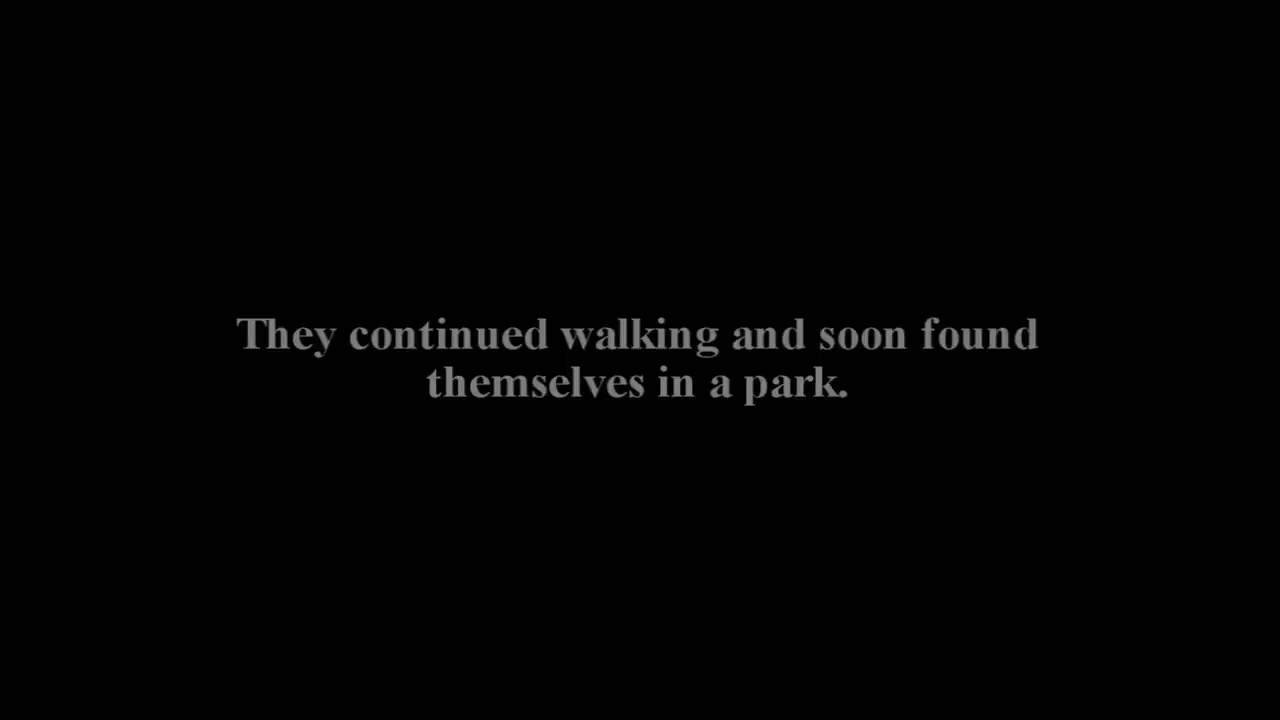 They continued walking and soon found
themselves in a park.